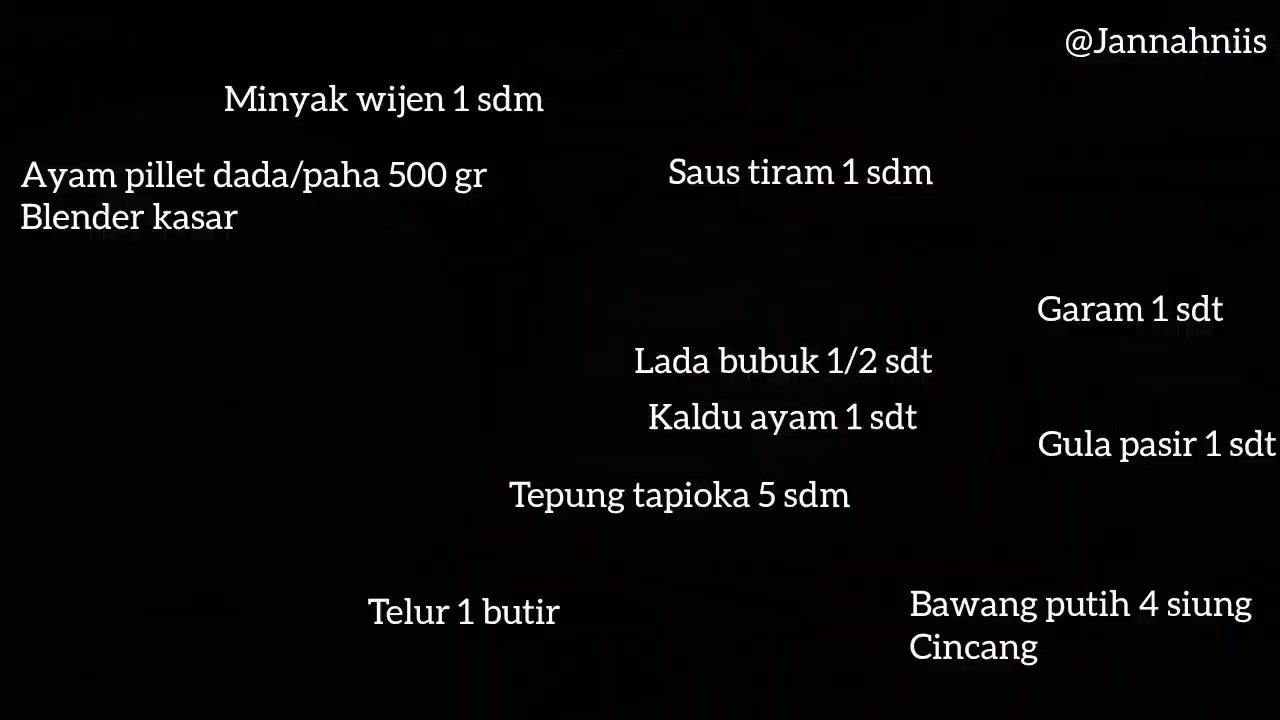 @Jannahniis
Minyak wijen 1 sdm
Ayam pillet dada/paha 500 gr
Blender kasar
Saus tiram 1 sdm
Garam 1 sdt
Lada bubuk 1/2 sdt
Kaldu ayam 1 sdt
Gula pasir 1 sdt
Tepung tapioka 5 sdm
Telur 1 butir
Bawang putih 4 siung
Cincang